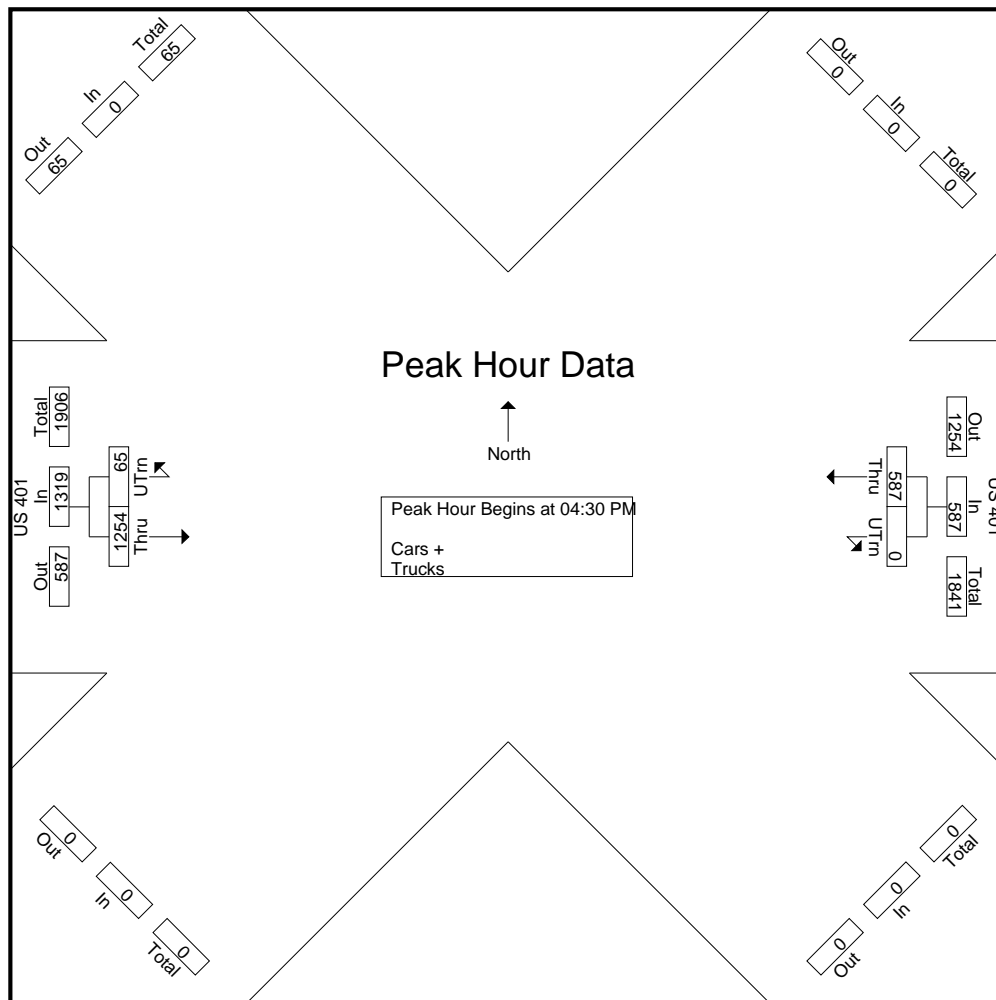 Total
65
In
0
Out
65
Out
0
In
0
Total
0
Peak Hour Data
North
Peak Hour Begins at 04:30 PM
Cars +
Trucks
US 401
Total
1906
In
1319
Out
587
65
UTrn
1254
Thru
587
Thru
0
UTrn
Out
1254
In
587
Total
1841
US 401
Out
0
In
0
Total
0
Total
0
In
0
Out
0